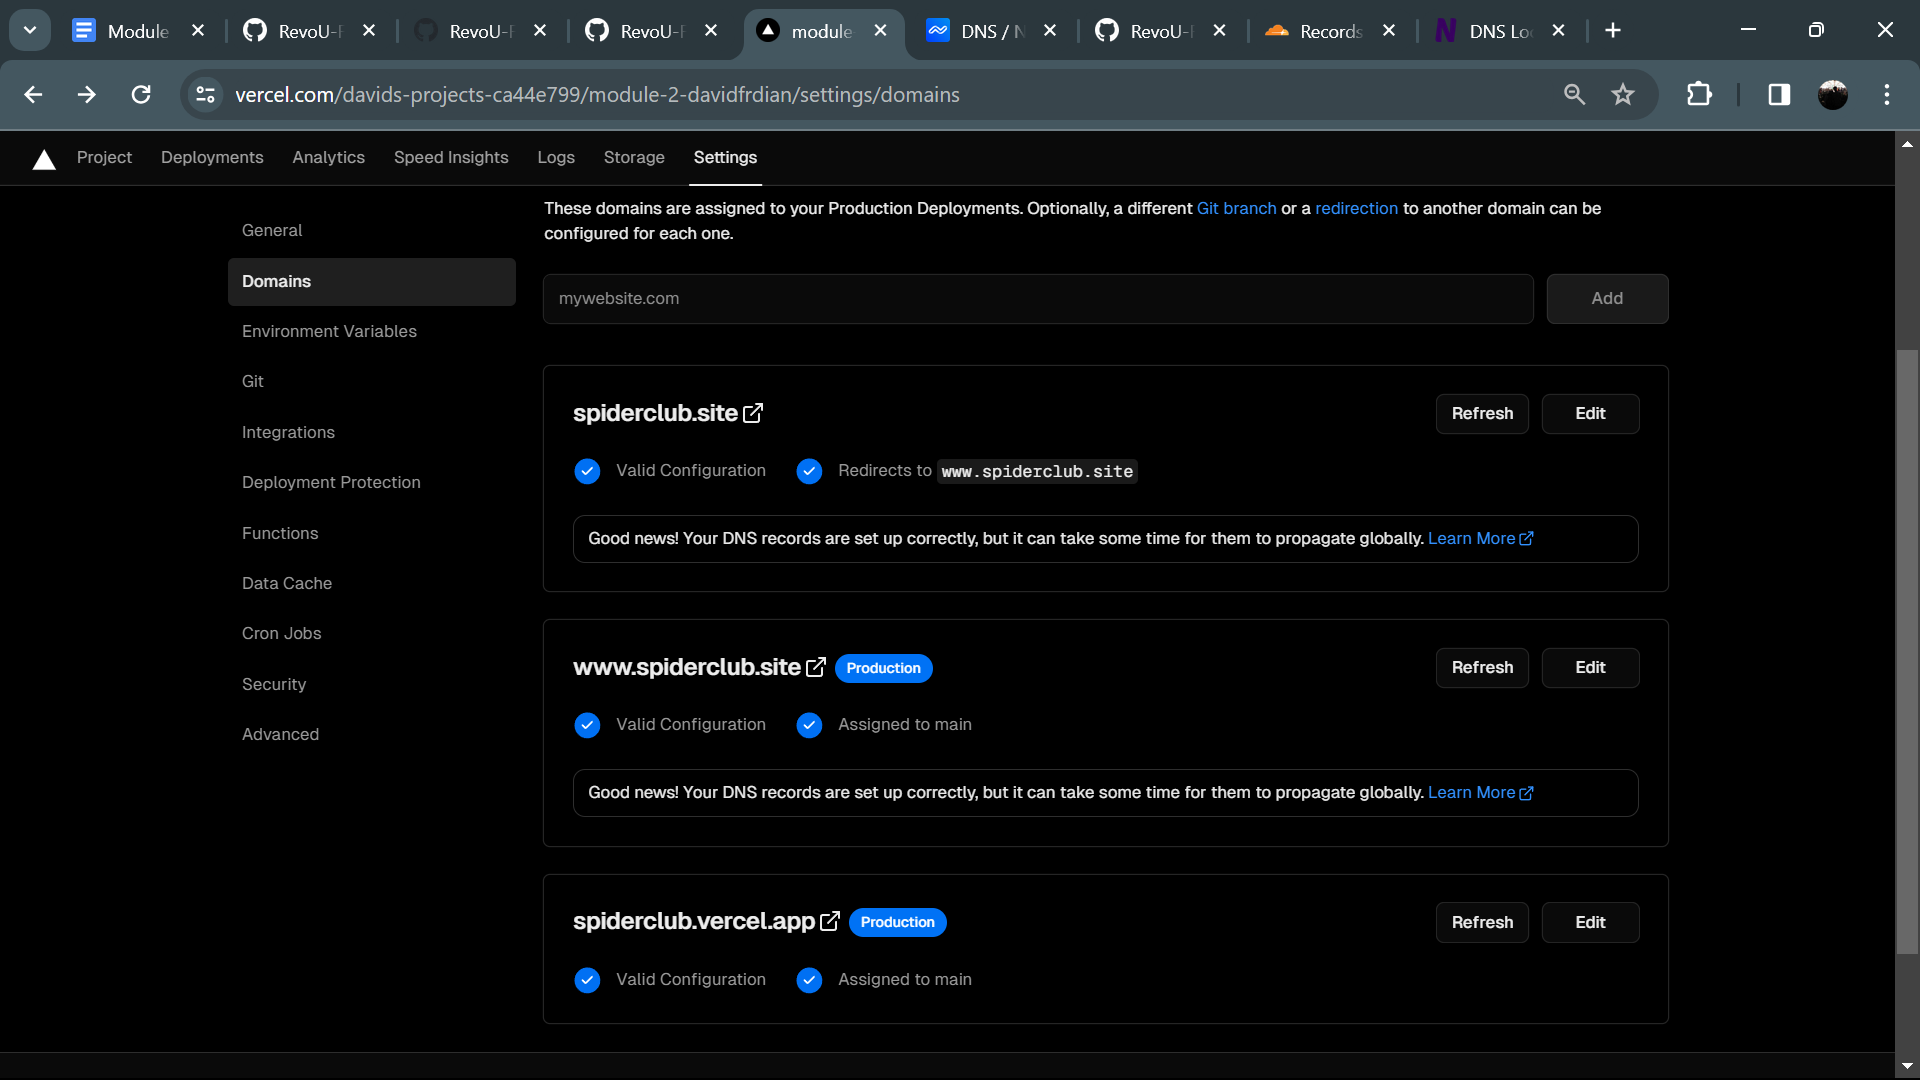 Module
RevoU-F
RevoU-F
RevoU-F
module-
DNS / N
RevoU-F
Records
DNS Lo
vercel.com/davids-projects-ca44e799/module-2-davidfrdian/settings/domains
Project
Deployments
Analytics
Speed Insights
Logs
Storage
Settings
General
Domains
Environment Variables
Git
Integrations
Deployment Protection
Functions
Data Cache
Cron Jobs
Security
Advanced
These domains are assigned to your Production Deployments. Optionally, a different Git branch or a redirection to another domain can be
configured for each one.
mywebsite.com
Add
spiderclub.site
Refresh
Edit
Valid Configuration
Redirects to www.spiderclub.site
Good news! Your DNS records are set up correctly, but it can take some time for them to propagate globally. Learn More
www.spiderclub.site
Production
Refresh
Edit
Valid Configuration
Assigned to main
Good news! Your DNS records are set up correctly, but it can take some time for them to propagate globally. Learn More
spiderclub.vercel.app
Production
Refresh
Edit
Valid Configuration
Assigned to main